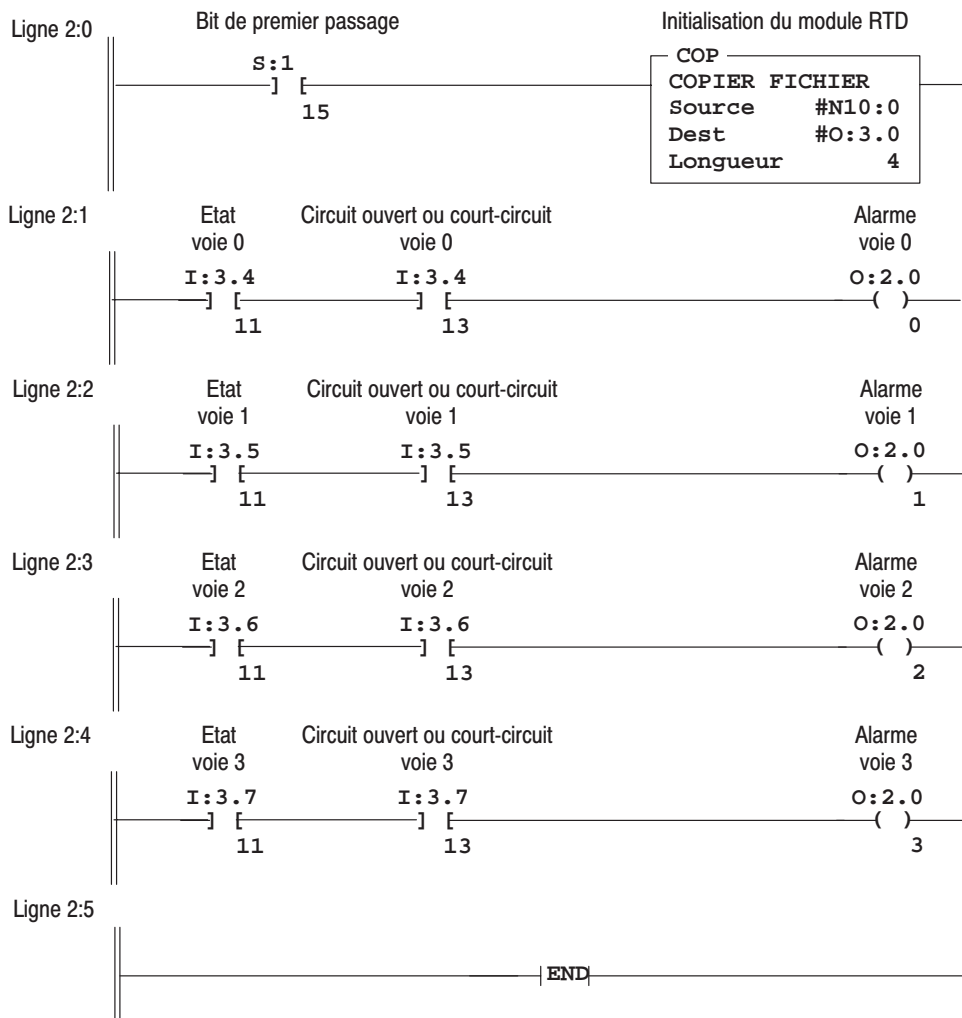 Ligne 2:0
Bit de premier passage
Initialisation du module RTD
S:1
] [
15
COP
COPIER FICHIER
Source #N10:0
Dest #O:3.0
Longueur 4
Ligne 2:1
Etat voie 0
Circuit ouvert ou court-circuit voie 0
Alarme voie 0
I:3.4
] [
11
I:3.4
] [
13
O:2.0
( )
0
Ligne 2:2
Etat voie 1
Circuit ouvert ou court-circuit voie 1
Alarme voie 1
I:3.5
] [
11
I:3.5
] [
13
O:2.0
( )
1
Ligne 2:3
Etat voie 2
Circuit ouvert ou court-circuit voie 2
Alarme voie 2
I:3.6
] [
11
I:3.6
] [
13
O:2.0
( )
2
Ligne 2:4
Etat voie 3
Circuit ouvert ou court-circuit voie 3
Alarme voie 3
I:3.7
] [
11
I:3.7
] [
13
O:2.0
( )
3
Ligne 2:5
END